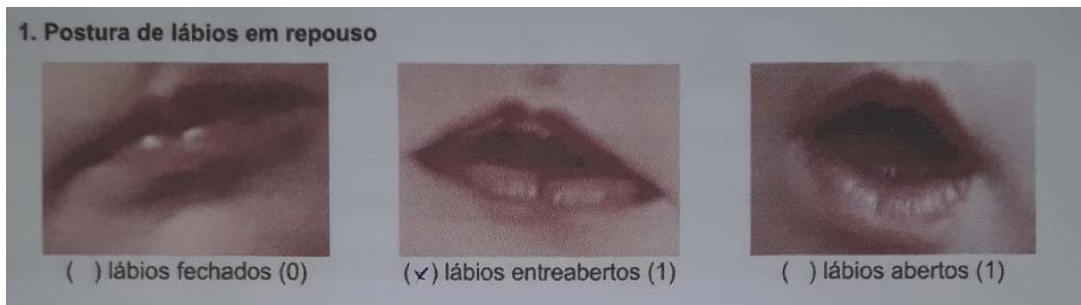 1. Postura de lábios em repouso
( ) lábios fechados (0) (x) lábios entreabertos (1) ( ) lábios abertos (1)